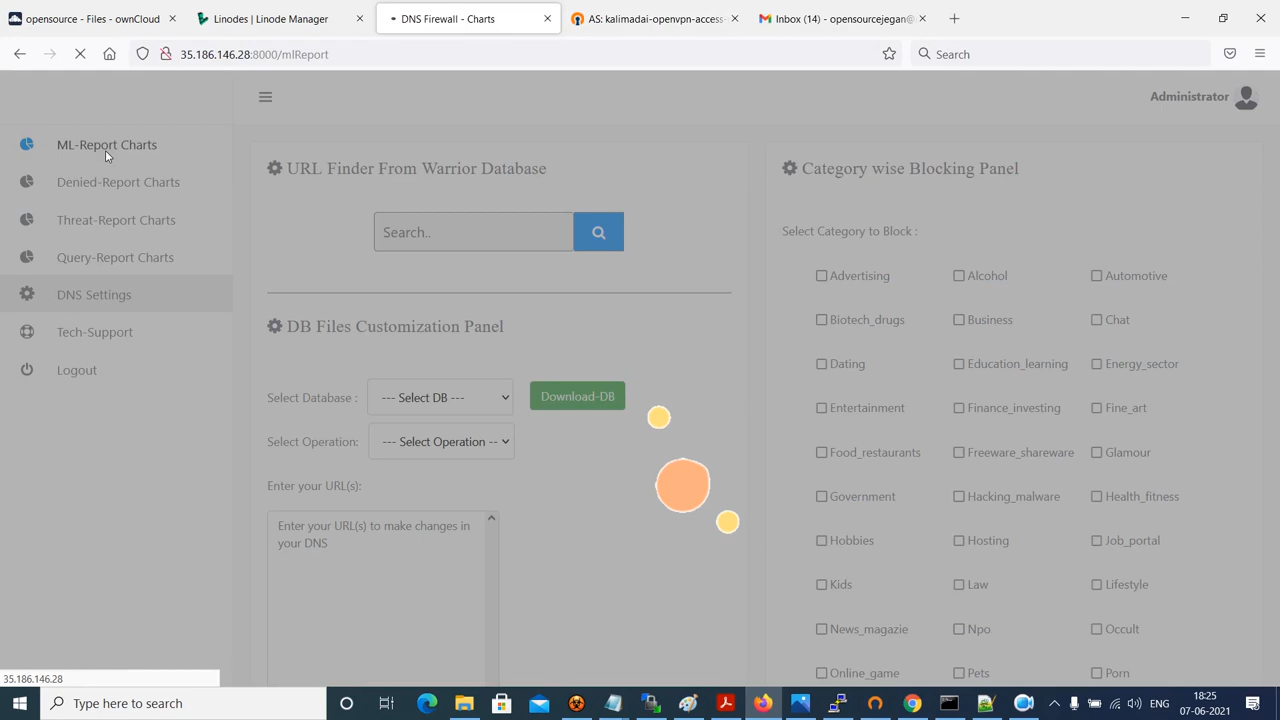 opensource - Files - ownCloud
Linodes | Linode Manager
DNS Firewall - Charts
AS: kalimadai-openvpn-access-
Inbox (14) - opensourcejegan@
35.186.146.28:8000/mlReport
Search
Administrator
ML-Report Charts
Denied-Report Charts
Threat-Report Charts
Query-Report Charts
DNS Settings
Tech-Support
Logout
URL Finder From Warrior Database
Search..
DB Files Customization Panel
Select Database :
--- Select DB ---
Download-DB
Select Operation:
--- Select Operation --
Enter your URL(s):
Enter your URL(s) to make changes in
your DNS
Category wise Blocking Panel
Select Category to Block :
Advertising Alcohol Automotive
Biotech_drugs Business Chat
Dating Education_learning Energy_sector
Entertainment Finance_investing Fine_art
Food_restaurants Freeware_shareware Glamour
Government Hacking_malware Health_fitness
Hobbies Hosting Job_portal
Kids Law Lifestyle
News_magazie Npo Occult
Online_game Pets Porn
35.186.146.28
Type here to search
ENG
18:25
07-06-2021